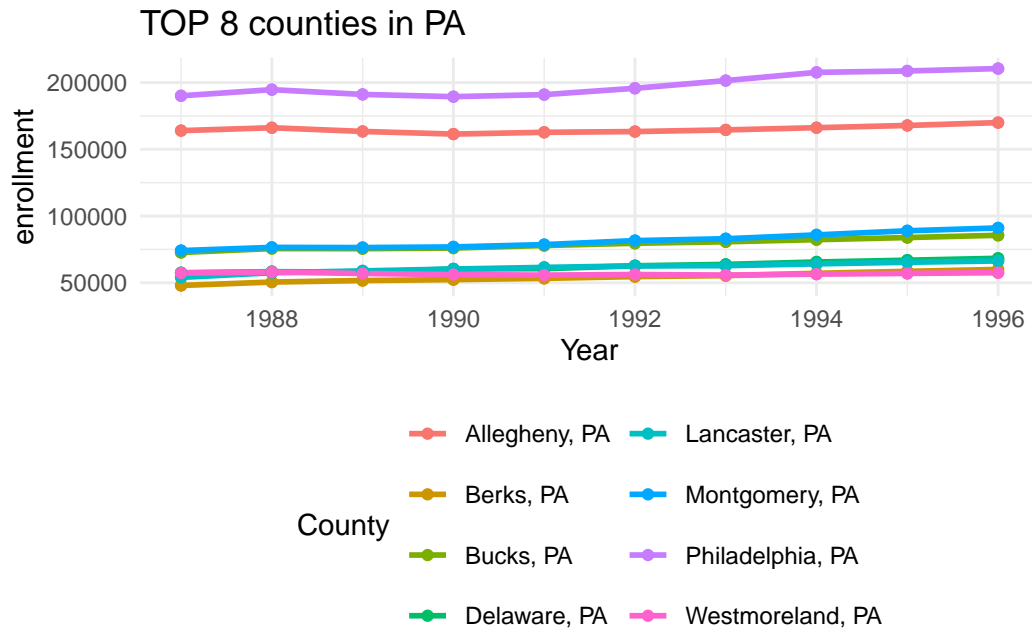 TOP 8 counties in PA
200000
150000
100000
50000
enrollment
1988 1990 1992 1994 1996
Year
County
Allegheny, PA Lancaster, PA
Berks, PA Montgomery, PA
Bucks, PA Philadelphia, PA
Delaware, PA Westmoreland, PA